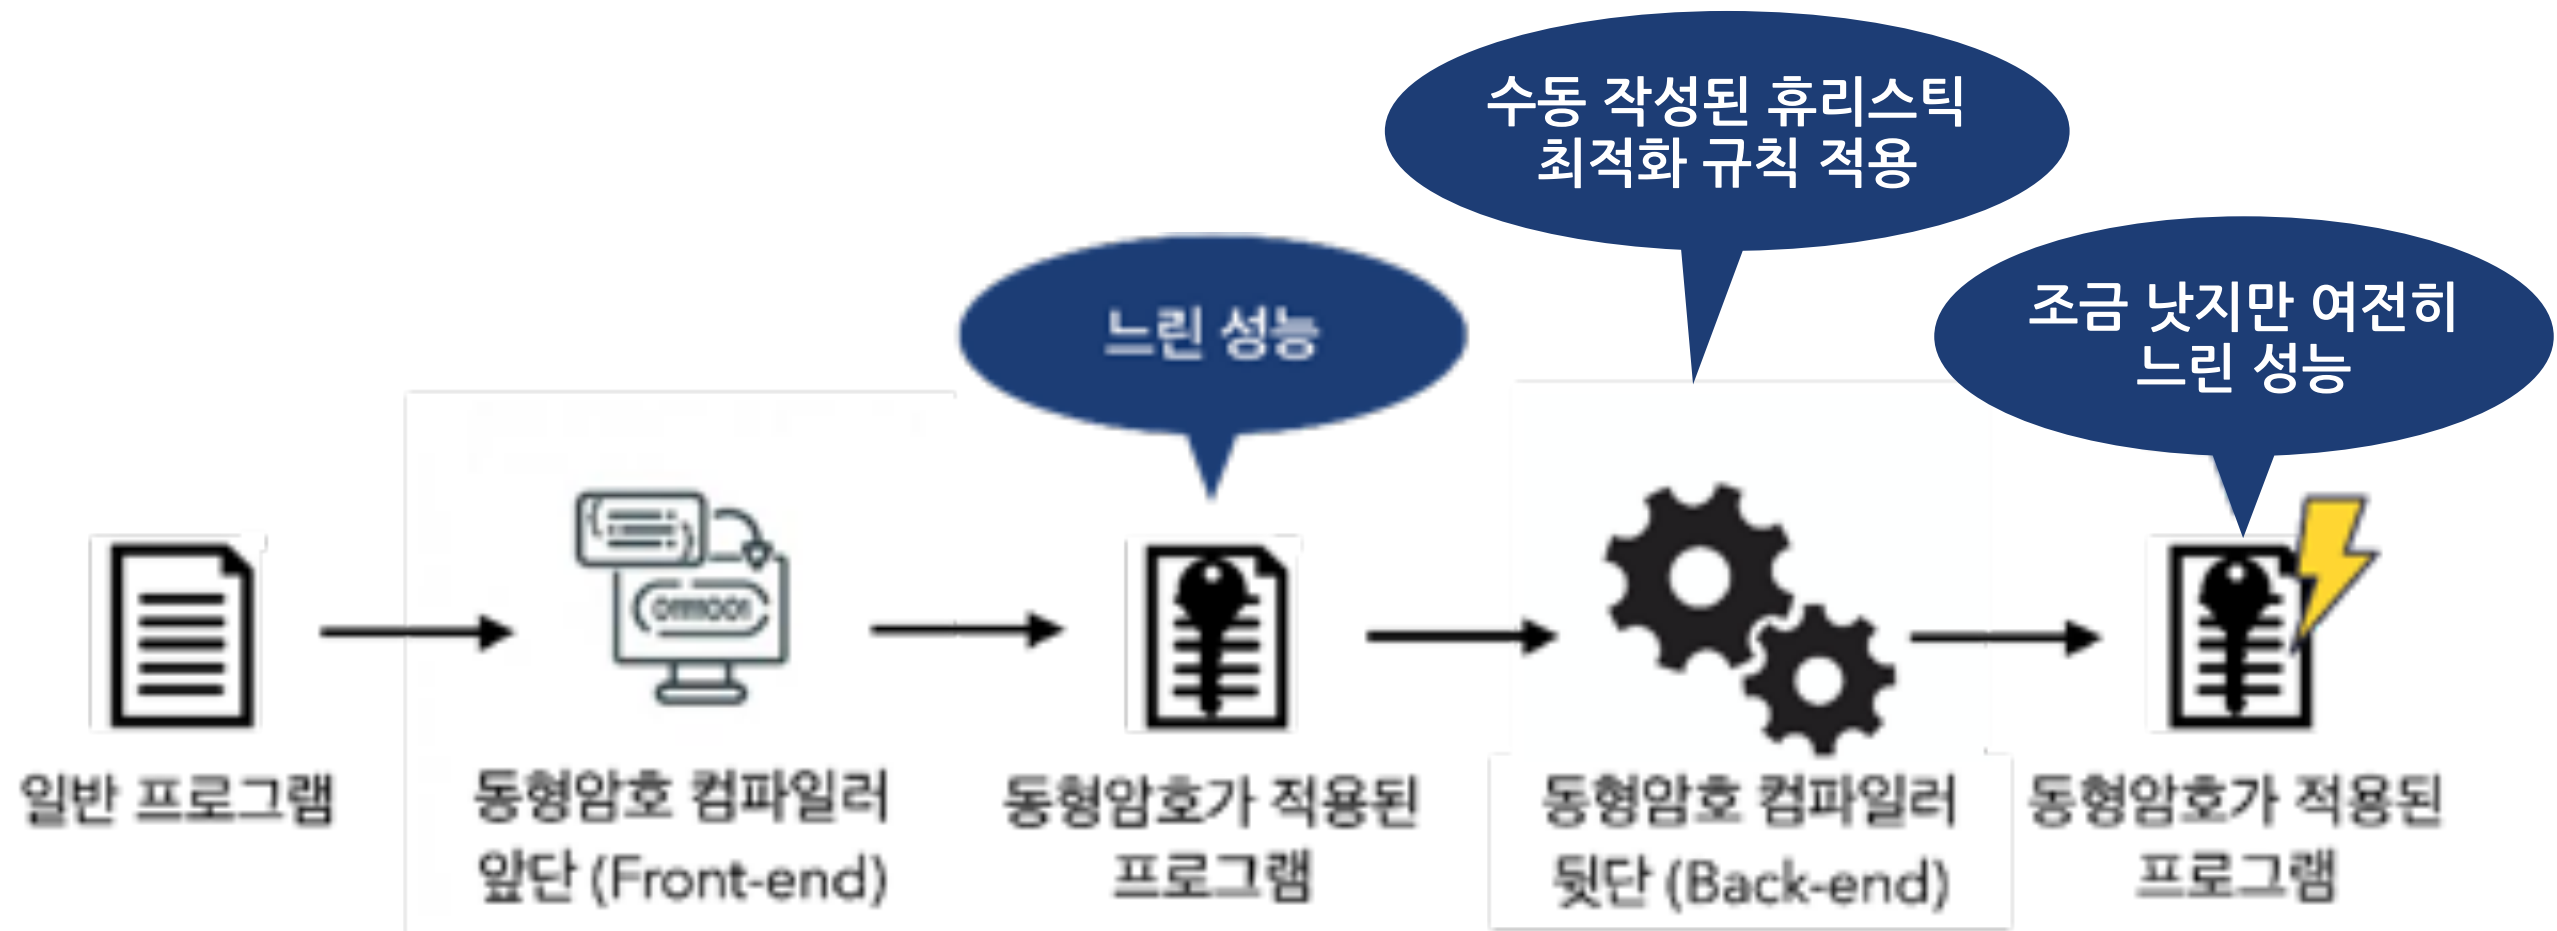 수동 작성된 휴리스틱
최적화 규칙 적용
조금 낫지만 여전히
느린 성능
느린 성능
0111001
일반 프로그램
동형암호 컴파일러
앞단 (Front-end)
동형암호가 적용된
프로그램
동형암호 컴파일러
뒷단 (Back-end)
동형암호가 적용된
프로그램